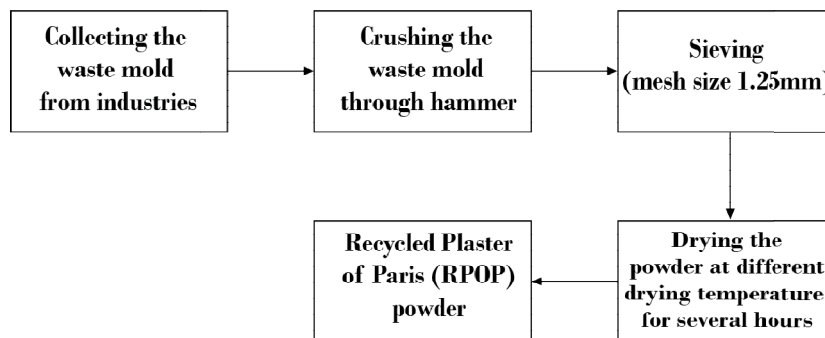 Collecting the
waste mold
from industries
Crushing the
waste mold
through hammer
Sieving
(mesh size 1.25mm)
Drying the
powder at different
drying temperature
for several hours
Recycled Plaster
of Paris (RPOP)
powder